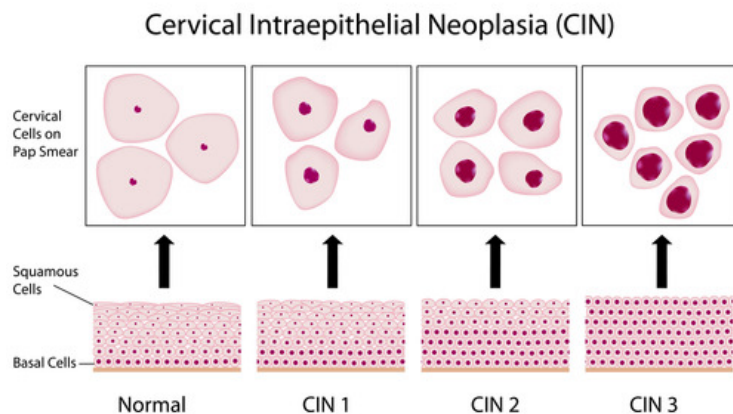 Cervical Intraepithelial Neoplasia (CIN)
Cervical
Cells on
Pap Smear
Squamous
Cells
Basal Cells
Normal
CIN 1
CIN 2
CIN 3